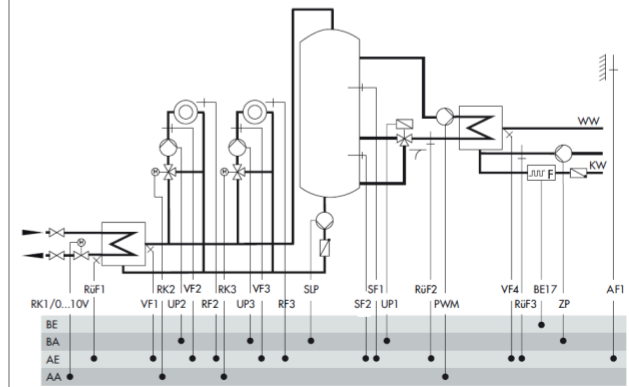 WW
KW
F
M
M
M
RüF1 RK2 VF2 RK3 VF3 SLP SF1 RüF2 VF4 BE17 AF1
RK1/0...10V VF1 UP2 RF2 UP3 RF3 SF2 UP1 PWM RüF3 ZP
BE
BA
AE
AA